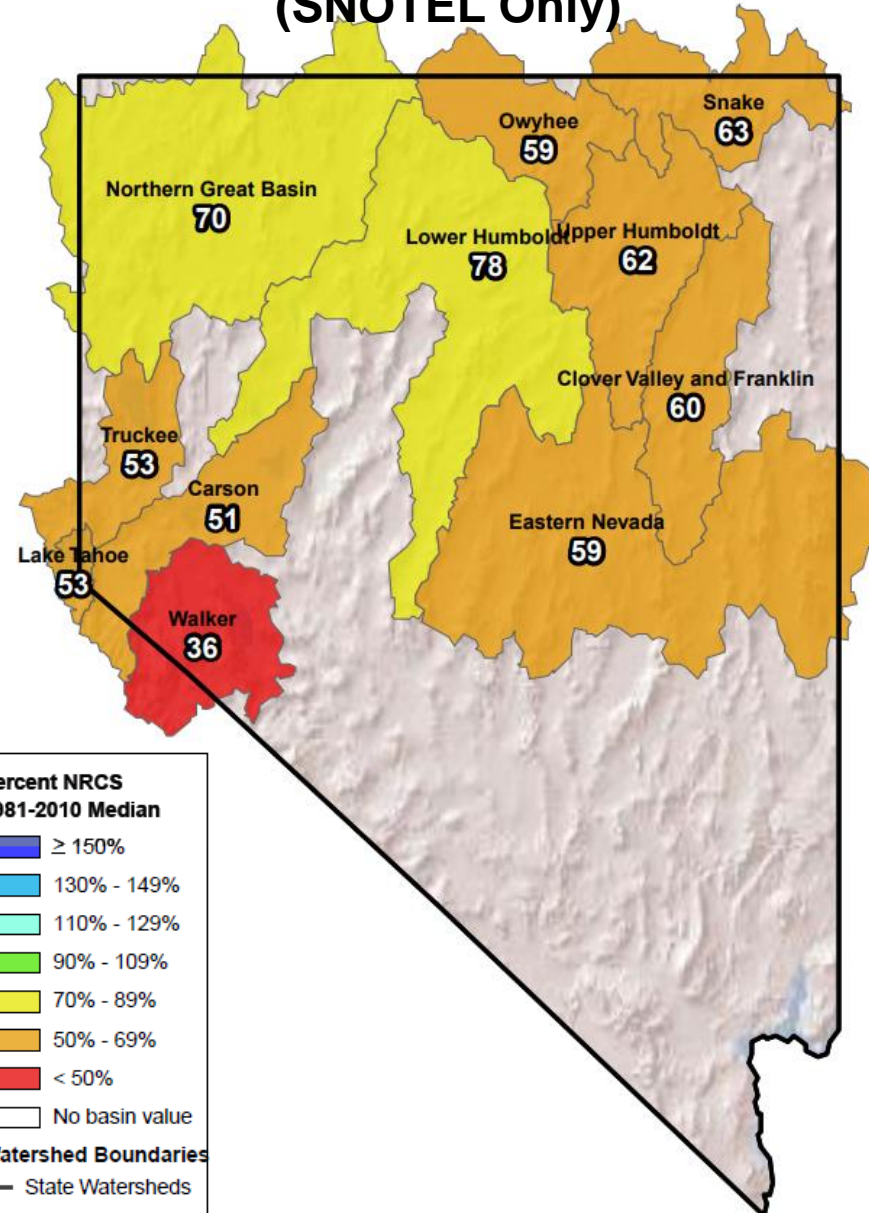 (SNOTEL Only)
Snake
63
Owyhee
59
Northern Great Basin
70
Lower Humboldt
78
Upper Humboldt
62
Clover Valley and Franklin
60
Truckee
53
Carson
51
Eastern Nevada
59
Lake Tahoe
53
Walker
36
ercent NRCS
981-2010 Median
≥ 150%
130% - 149%
110% - 129%
90% - 109%
70% - 89%
50% - 69%
< 50%
No basin value
atershed Boundaries
State Watersheds